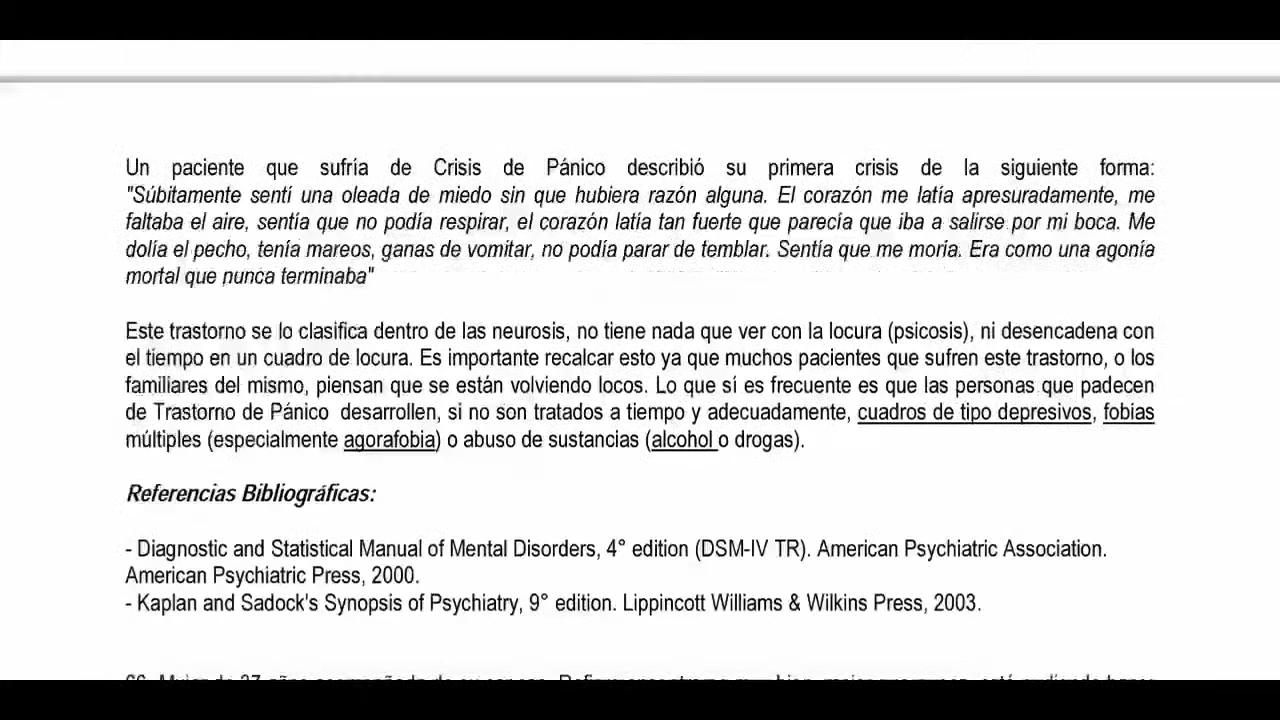 Un paciente que sufría de Crisis de Pánico describió su primera crisis de la siguiente forma:
"Súbitamente sentí una oleada de miedo sin que hubiera razón alguna. El corazón me latía apresuradamente, me
faltaba el aire, sentía que no podía respirar, el corazón latía tan fuerte que parecía que iba a salirse por mi boca. Me
dolía el pecho, tenía mareos, ganas de vomitar, no podía parar de temblar. Sentía que me moría. Era como una agonía
mortal que nunca terminaba"
Este trastorno se lo clasifica dentro de las neurosis, no tiene nada que ver con la locura (psicosis), ni desencadena con
el tiempo en un cuadro de locura. Es importante recalcar esto ya que muchos pacientes que sufren este trastorno, o los
familiares del mismo, piensan que se están volviendo locos. Lo que sí es frecuente es que las personas que padecen
de Trastorno de Pánico desarrollen, si no son tratados a tiempo y adecuadamente, cuadros de tipo depresivos, fobias
múltiples (especialmente agorafobia) o abuso de sustancias (alcohol o drogas).
Referencias Bibliográficas:
- Diagnostic and Statistical Manual of Mental Disorders, 4° edition (DSM-IV TR). American Psychiatric Association.
American Psychiatric Press, 2000.
- Kaplan and Sadock's Synopsis of Psychiatry, 9° edition. Lippincott Williams & Wilkins Press, 2003.